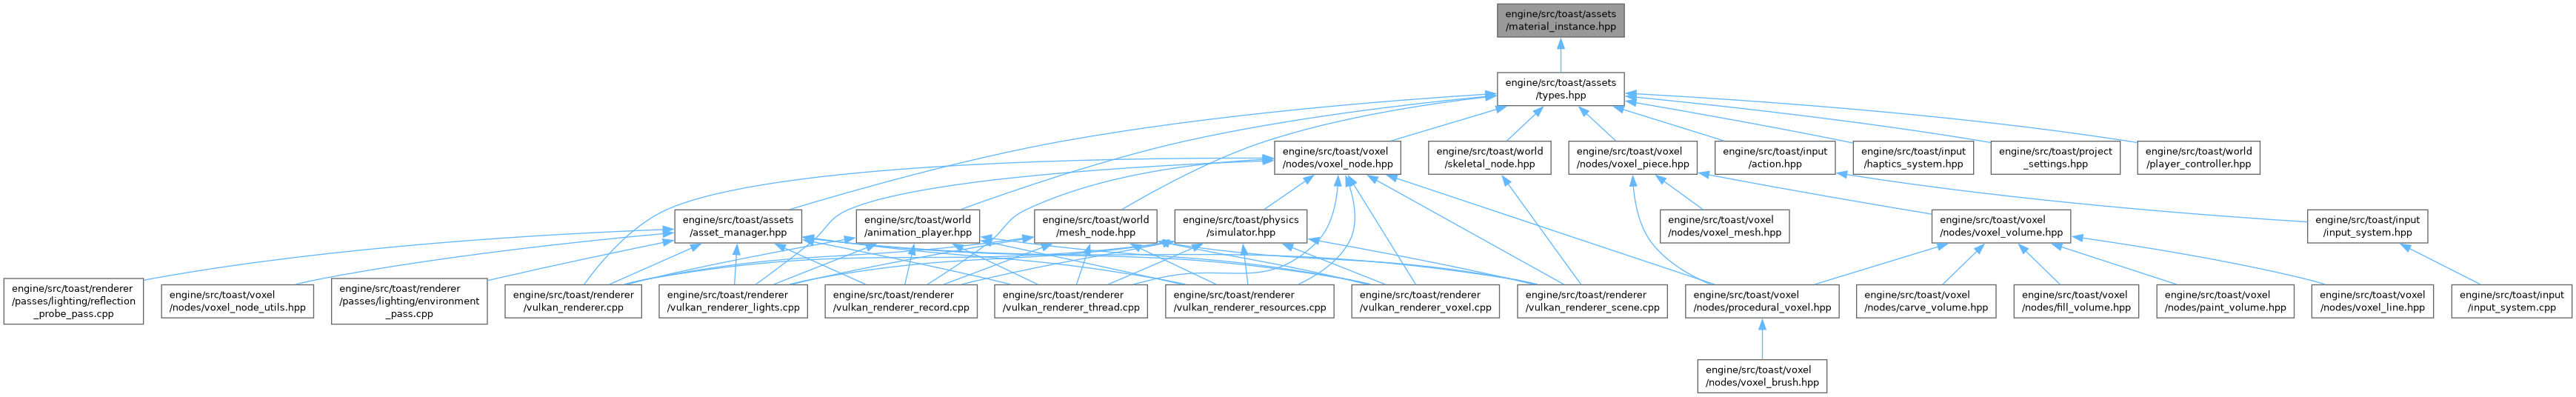 engine/src/toast/assets
/material_instance.hpp
engine/src/toast/assets
/types.hpp
engine/src/toast/voxel
/nodes/voxel_node.hpp
engine/src/toast/world
/skeletal_node.hpp
engine/src/toast/voxel
/nodes/voxel_piece.hpp
engine/src/toast/input
/action.hpp
engine/src/toast/input
/haptics_system.hpp
engine/src/toast/project
_settings.hpp
engine/src/toast/world
/player_controller.hpp
engine/src/toast/assets
/asset_manager.hpp
engine/src/toast/world
/animation_player.hpp
engine/src/toast/world
/mesh_node.hpp
engine/src/toast/physics
/simulator.hpp
engine/src/toast/voxel
/nodes/voxel_mesh.hpp
engine/src/toast/voxel
/nodes/voxel_volume.hpp
engine/src/toast/input
/input_system.hpp
engine/src/toast/renderer
/passes/lighting/reflection
_probe_pass.cpp
engine/src/toast/voxel
/nodes/voxel_node_utils.hpp
engine/src/toast/renderer
/passes/lighting/environment
_pass.cpp
engine/src/toast/renderer
/vulkan_renderer.cpp
engine/src/toast/renderer
/vulkan_renderer_lights.cpp
engine/src/toast/renderer
/vulkan_renderer_record.cpp
engine/src/toast/renderer
/vulkan_renderer_thread.cpp
engine/src/toast/renderer
/vulkan_renderer_resources.cpp
engine/src/toast/renderer
/vulkan_renderer_voxel.cpp
engine/src/toast/renderer
/vulkan_renderer_scene.cpp
engine/src/toast/voxel
/nodes/procedural_voxel.hpp
engine/src/toast/voxel
/nodes/carve_volume.hpp
engine/src/toast/voxel
/nodes/fill_volume.hpp
engine/src/toast/voxel
/nodes/paint_volume.hpp
engine/src/toast/voxel
/nodes/voxel_line.hpp
engine/src/toast/input
/input_system.cpp
engine/src/toast/voxel
/nodes/voxel_brush.hpp